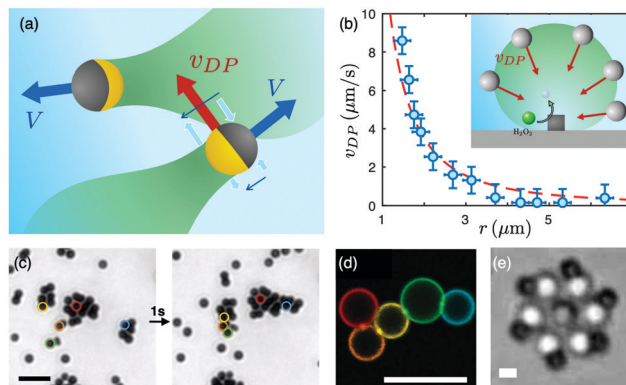 (a)
v_DP
V
V
(b)
v_DP (μm/s)
10
8
6
4
2
0
1 3 5
r (μm)
v_DP
H₂O₂
(c)
1s
(d)
(e)